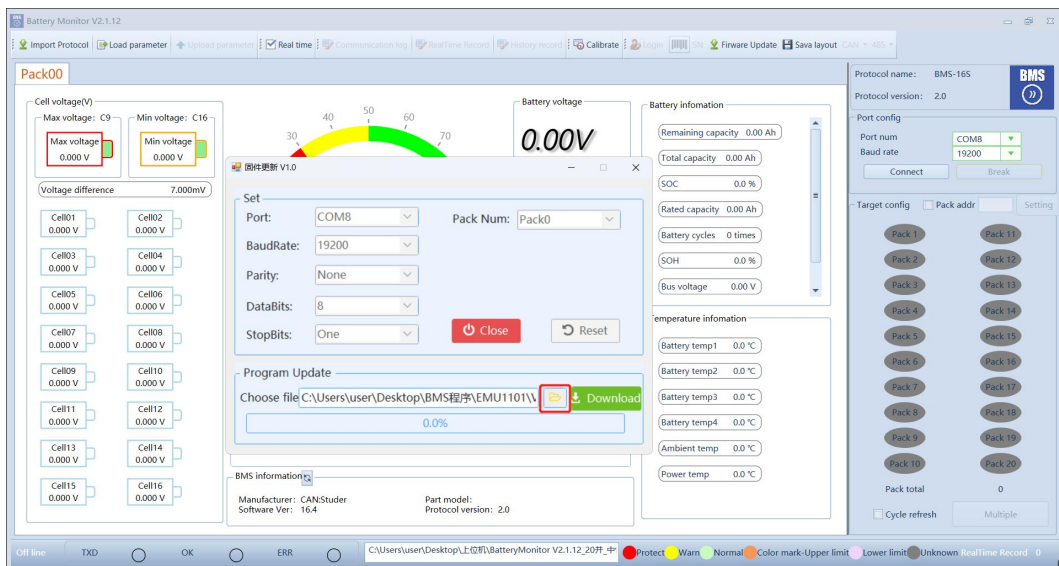 Battery Monitor V2.1.12
Import Protocol Load parameter Upload parameter Real time Communication log RealTime Record History record Calibrate Login SN Firware Update Sava layout CAN 485
Pack00
Cell voltage(V)
Max voltage: C9 Min voltage: C16
Max voltage
0.000 V
Min voltage
0.000 V
Voltage difference 7.000mV
Cell01
0.000 V
Cell02
0.000 V
Cell03
0.000 V
Cell04
0.000 V
Cell05
0.000 V
Cell06
0.000 V
Cell07
0.000 V
Cell08
0.000 V
Cell09
0.000 V
Cell10
0.000 V
Cell11
0.000 V
Cell12
0.000 V
Cell13
0.000 V
Cell14
0.000 V
Cell15
0.000 V
Cell16
0.000 V
30 40 50 60 70
Battery voltage
0.00V
固件更新 V1.0
Set
Port: COM8 Pack Num: Pack0
BaudRate: 19200
Parity: None
DataBits: 8
StopBits: One Close Reset
Program Update
Choose file C:\Users\user\Desktop\BMS程序\EMU1101\ Download
0.0%
BMS information
Manufacturer: CAN:Studer Part model:
Software Ver: 16.4 Protocol version: 2.0
Battery infomation
Remaining capacity 0.00 Ah
Total capacity 0.00 Ah
SOC 0.0 %
Rated capacity 0.00 Ah
Battery cycles 0 times
SOH 0.0 %
Bus voltage 0.00 V
emperature infomation
Battery temp1 0.0 ℃
Battery temp2 0.0 ℃
Battery temp3 0.0 ℃
Battery temp4 0.0 ℃
Ambient temp 0.0 ℃
Power temp 0.0 ℃
Protocol name: BMS-16S
Protocol version: 2.0
BMS
Port config
Port num COM8
Baud rate 19200
Connect Break
Target config Pack addr Setting
Pack 1 Pack 11
Pack 2 Pack 12
Pack 3 Pack 13
Pack 4 Pack 14
Pack 5 Pack 15
Pack 6 Pack 16
Pack 7 Pack 17
Pack 8 Pack 18
Pack 9 Pack 19
Pack 10 Pack 20
Pack total 0
Cycle refresh Multiple
Off line TXD OK ERR C:\Users\user\Desktop\上位机\BatteryMonitor V2.1.12_20并_中 Protect Warn Normal Color mark-Upper limit Lower limit Unknown RealTime Record 0